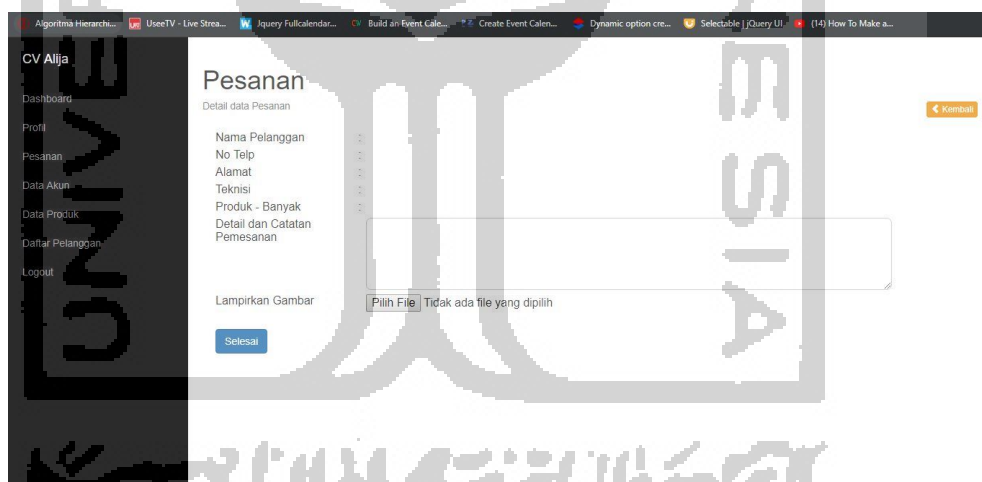 Algoritma Hierarchi... UseeTV - Live Strea... Jquery Fullcalendar... Build an Event Cale... Create Event Calen... Dynamic option cre... Selectable | jQuery UI (14) How To Make a...
CV Alija
Dashboard
Profil
Pesanan
Data Akun
Data Produk
Daftar Pelanggan
Logout
Pesanan
Detail data Pesanan
Kembali
Nama Pelanggan :
No Telp :
Alamat :
Teknisi :
Produk - Banyak :
Detail dan Catatan
Pemesanan
Lampirkan Gambar Pilih File Tidak ada file yang dipilih
Selesai